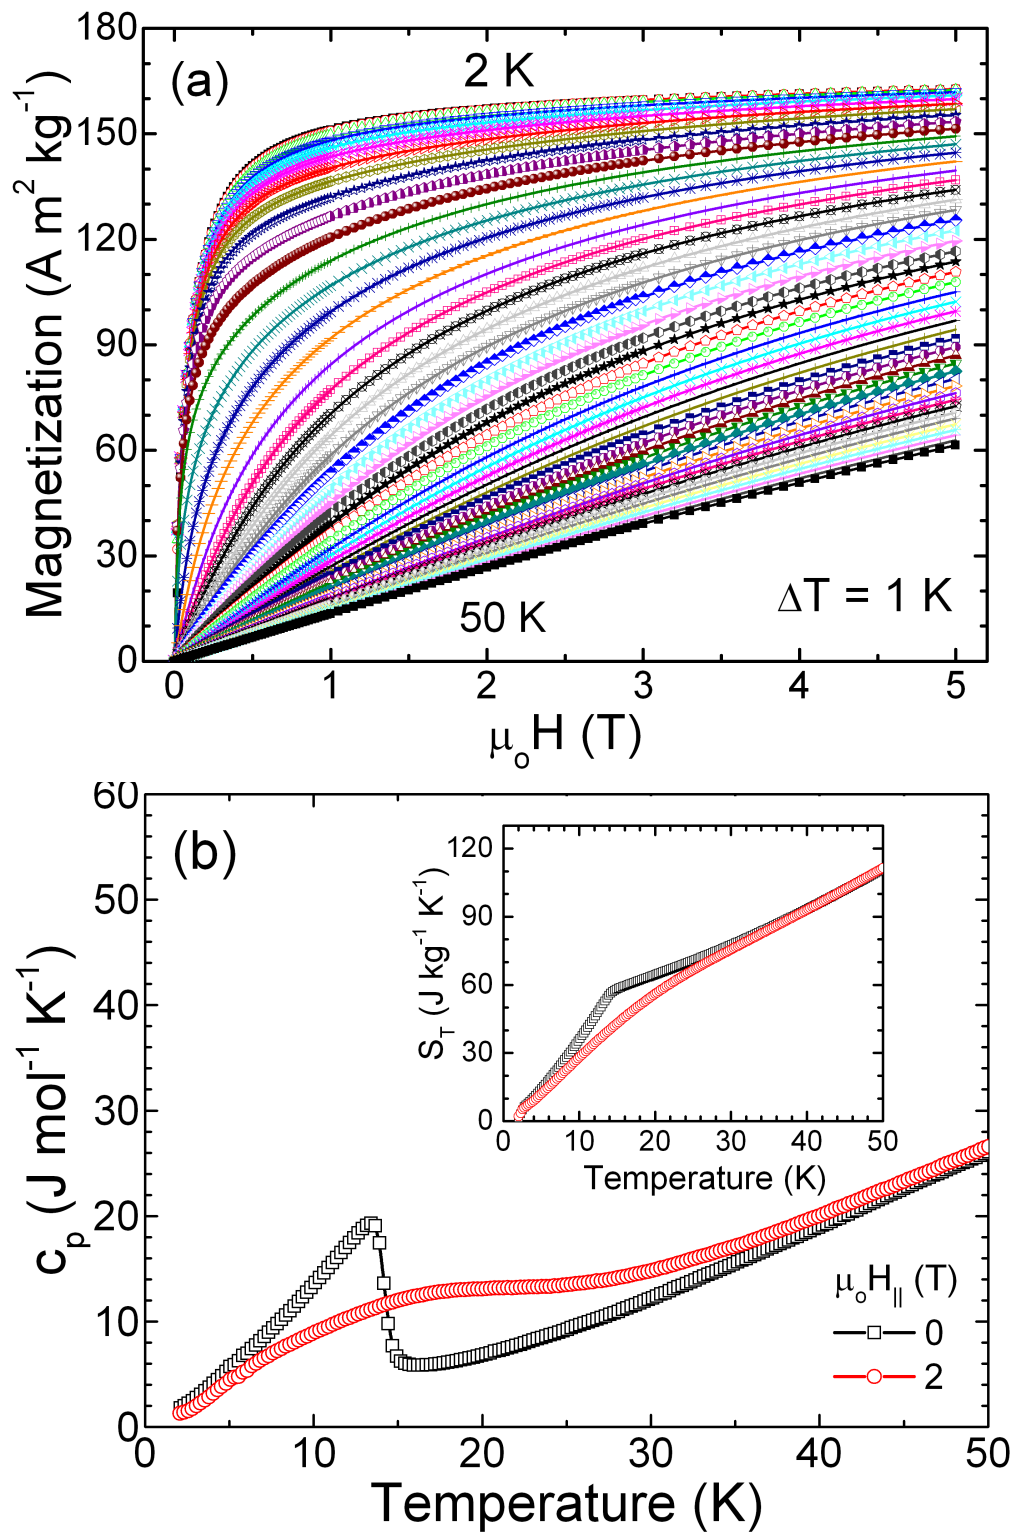 180
150
120
90
60
30
0
Magnetization (A m² kg⁻¹)
(a)
2 K
50 K
ΔT = 1 K
0 1 2 3 4 5
μₒH (T)
60
50
40
30
20
10
0
cₚ (J mol⁻¹ K⁻¹)
(b)
120
90
60
30
0
S_T (J kg⁻¹ K⁻¹)
0 10 20 30 40 50
Temperature (K)
μₒH|| (T)
0
2
0 10 20 30 40 50
Temperature (K)